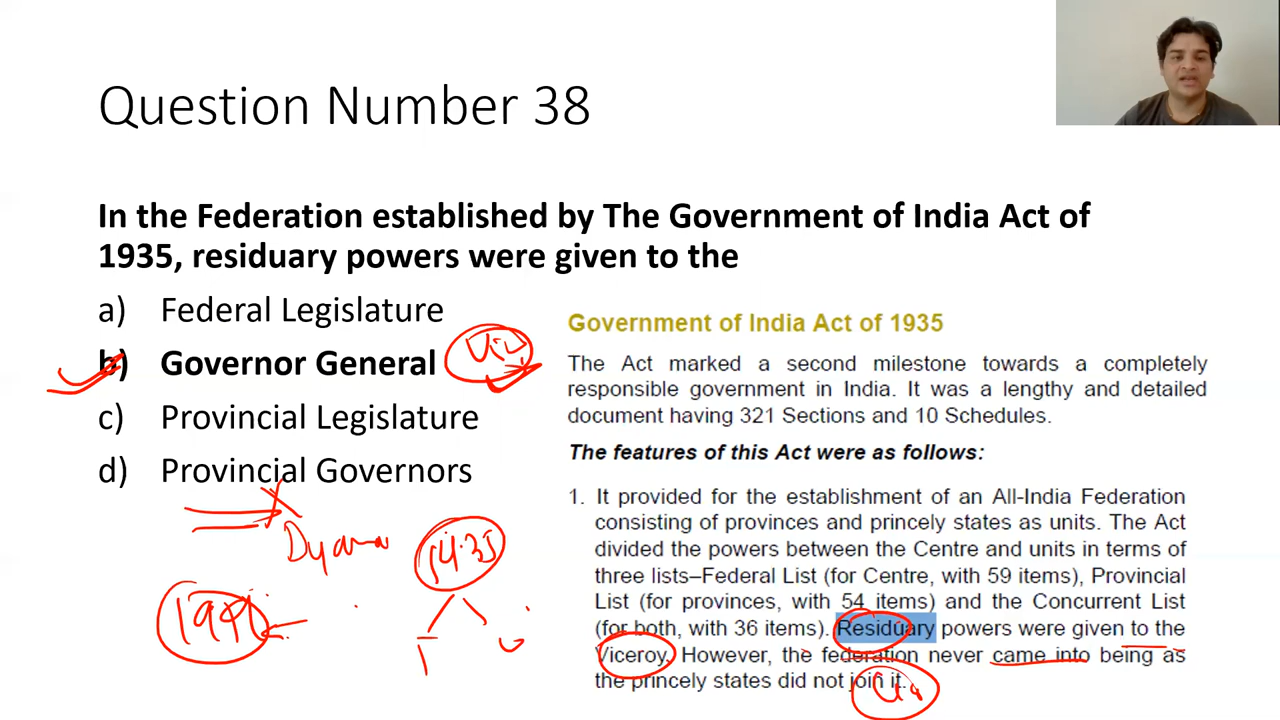 Question Number 38
In the Federation established by The Government of India Act of
1935, residuary powers were given to the
a) Federal Legislature
b) Governor General
c) Provincial Legislature
d) Provincial Governors
Government of India Act of 1935
The Act marked a second milestone towards a completely
responsible government in India. It was a lengthy and detailed
document having 321 Sections and 10 Schedules.
The features of this Act were as follows:
1. It provided for the establishment of an All-India Federation
consisting of provinces and princely states as units. The Act
divided the powers between the Centre and units in terms of
three lists–Federal List (for Centre, with 59 items), Provincial
List (for provinces, with 54 items) and the Concurrent List
(for both, with 36 items). Residuary powers were given to the
Viceroy. However, the federation never came into being as
the princely states did not join it.